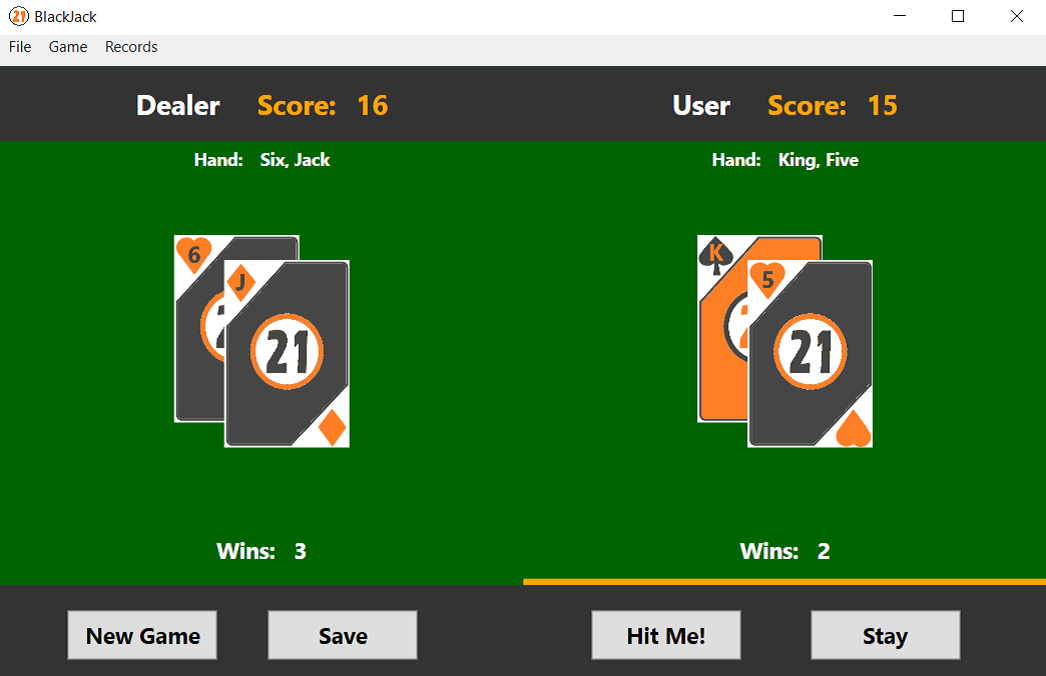 BlackJack
File Game Records
Dealer Score: 16
User Score: 15
Hand: Six, Jack
Hand: King, Five
6
J
21
K
5
21
Wins: 3
Wins: 2
New Game
Save
Hit Me!
Stay